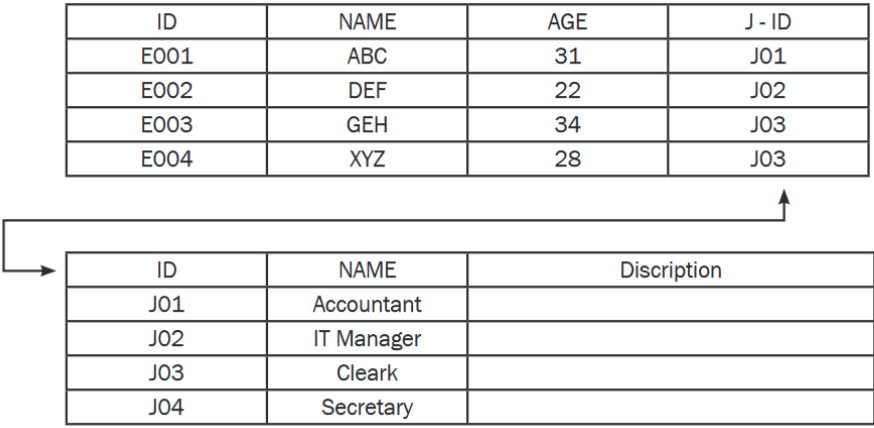 ID NAME AGE J - ID
E001 ABC 31 J01
E002 DEF 22 J02
E003 GEH 34 J03
E004 XYZ 28 J03
ID NAME Discription
J01 Accountant
J02 IT Manager
J03 Cleark
J04 Secretary